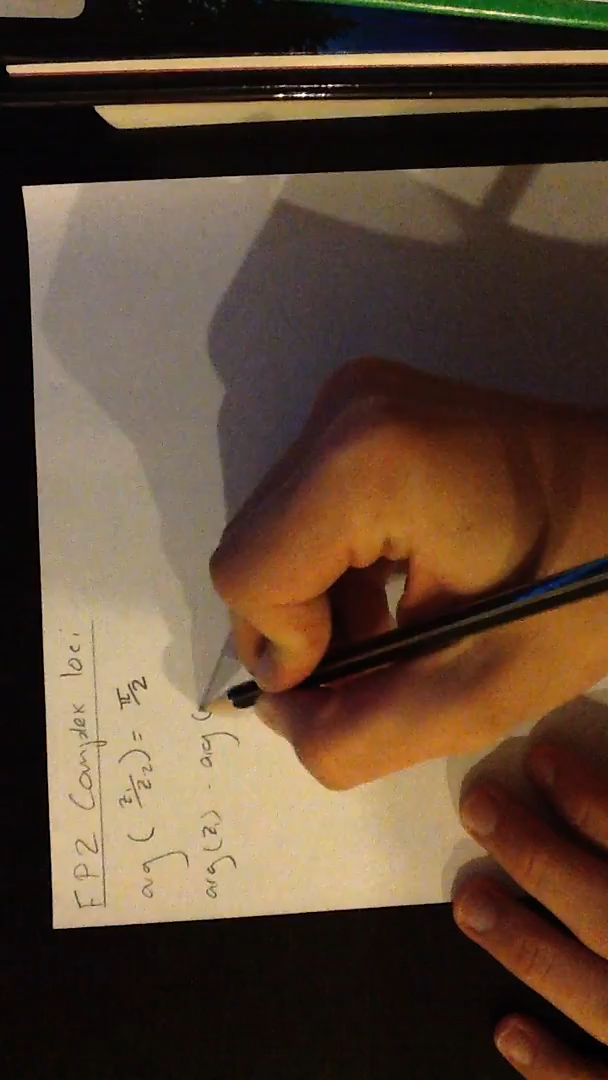 FP2 Complex loci
arg (z₁/z₂) = π/2
arg(z₁) - arg(